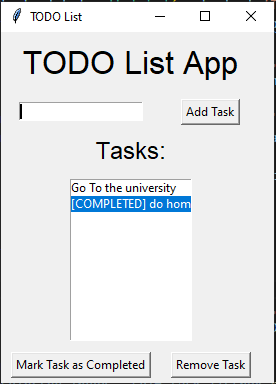 TODO List
TODO List App
Add Task
Tasks:
Go To the university
[COMPLETED] do hom
Mark Task as Completed
Remove Task